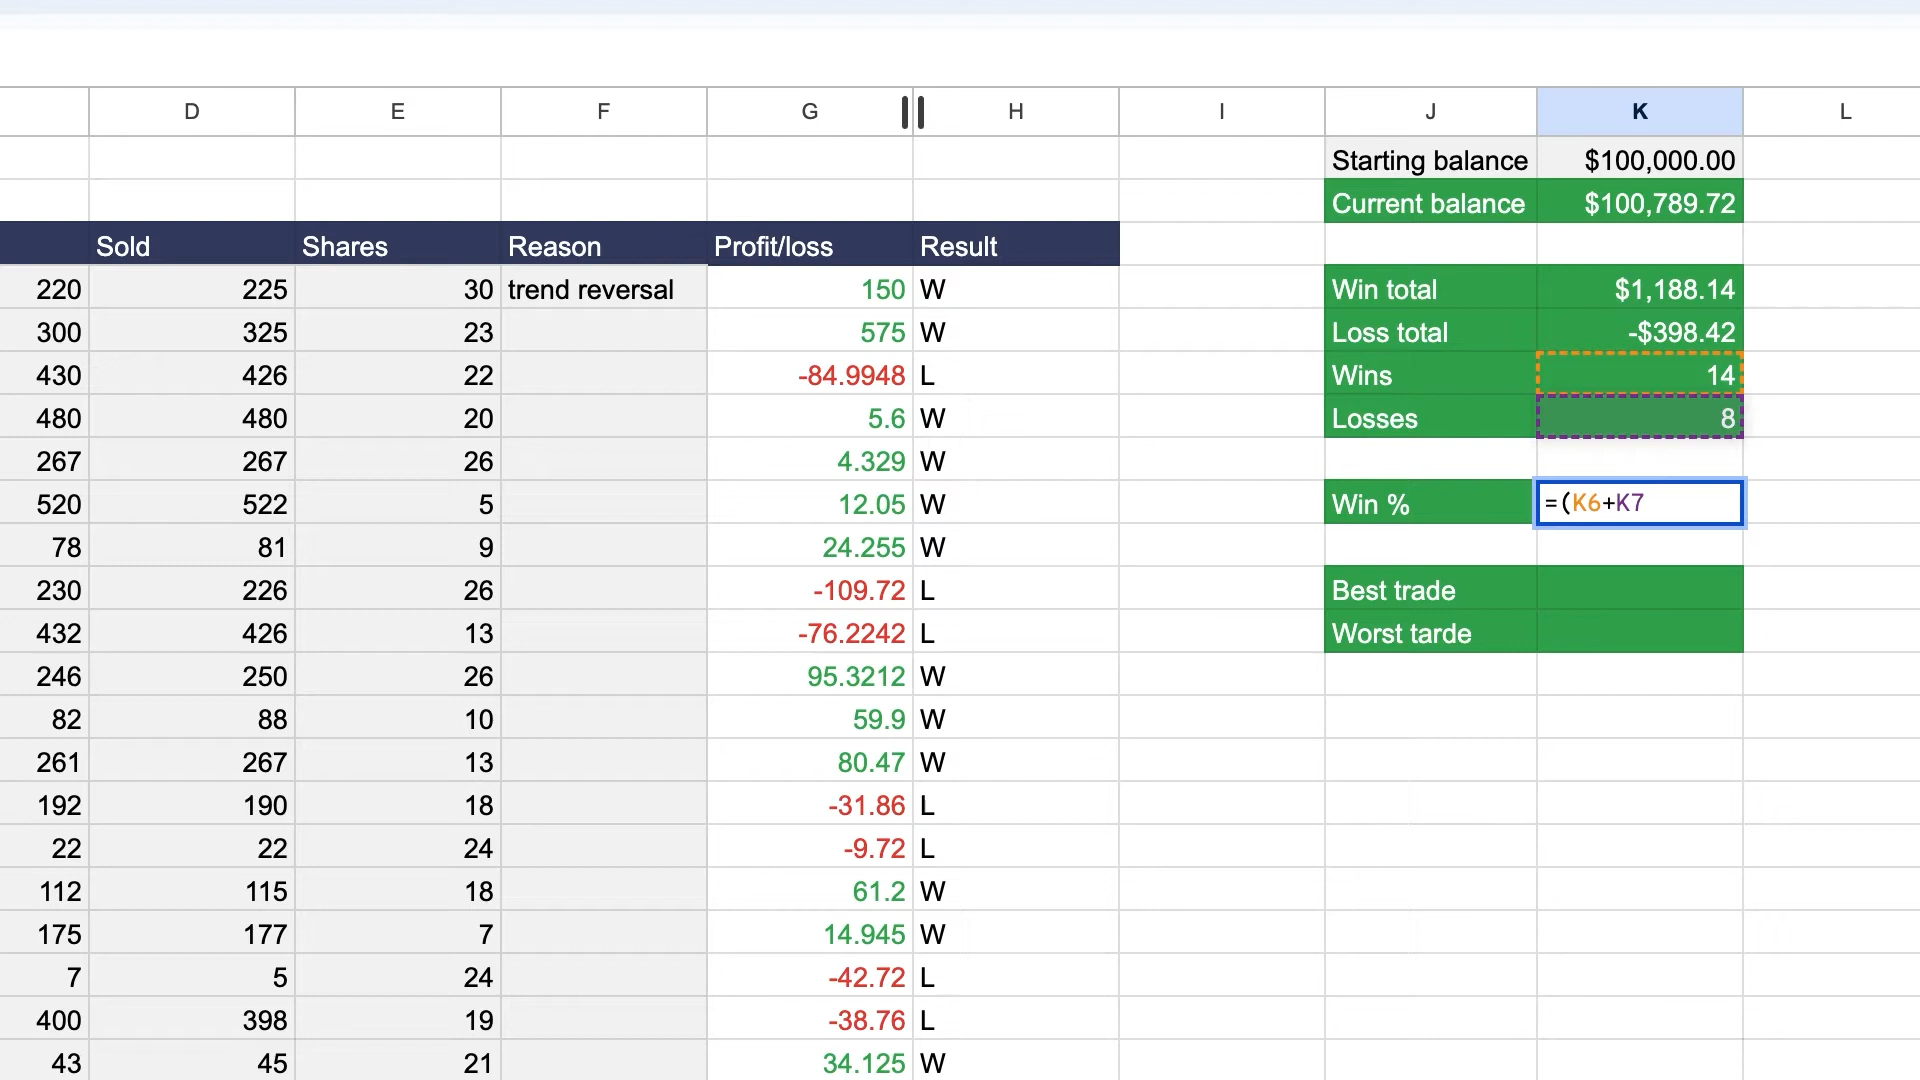 D E F G H I J K L
Starting balance $100,000.00
Current balance $100,789.72
Sold Shares Reason Profit/loss Result
220 225 30 trend reversal 150 W Win total $1,188.14
300 325 23 575 W Loss total -$398.42
430 426 22 -84.9948 L Wins 14
480 480 20 5.6 W Losses 8
267 267 26 4.329 W
520 522 5 12.05 W Win % =(K6+K7
78 81 9 24.255 W
230 226 26 -109.72 L Best trade
432 426 13 -76.2242 L Worst tarde
246 250 26 95.3212 W
82 88 10 59.9 W
261 267 13 80.47 W
192 190 18 -31.86 L
22 22 24 -9.72 L
112 115 18 61.2 W
175 177 7 14.945 W
7 5 24 -42.72 L
400 398 19 -38.76 L
43 45 21 34.125 W